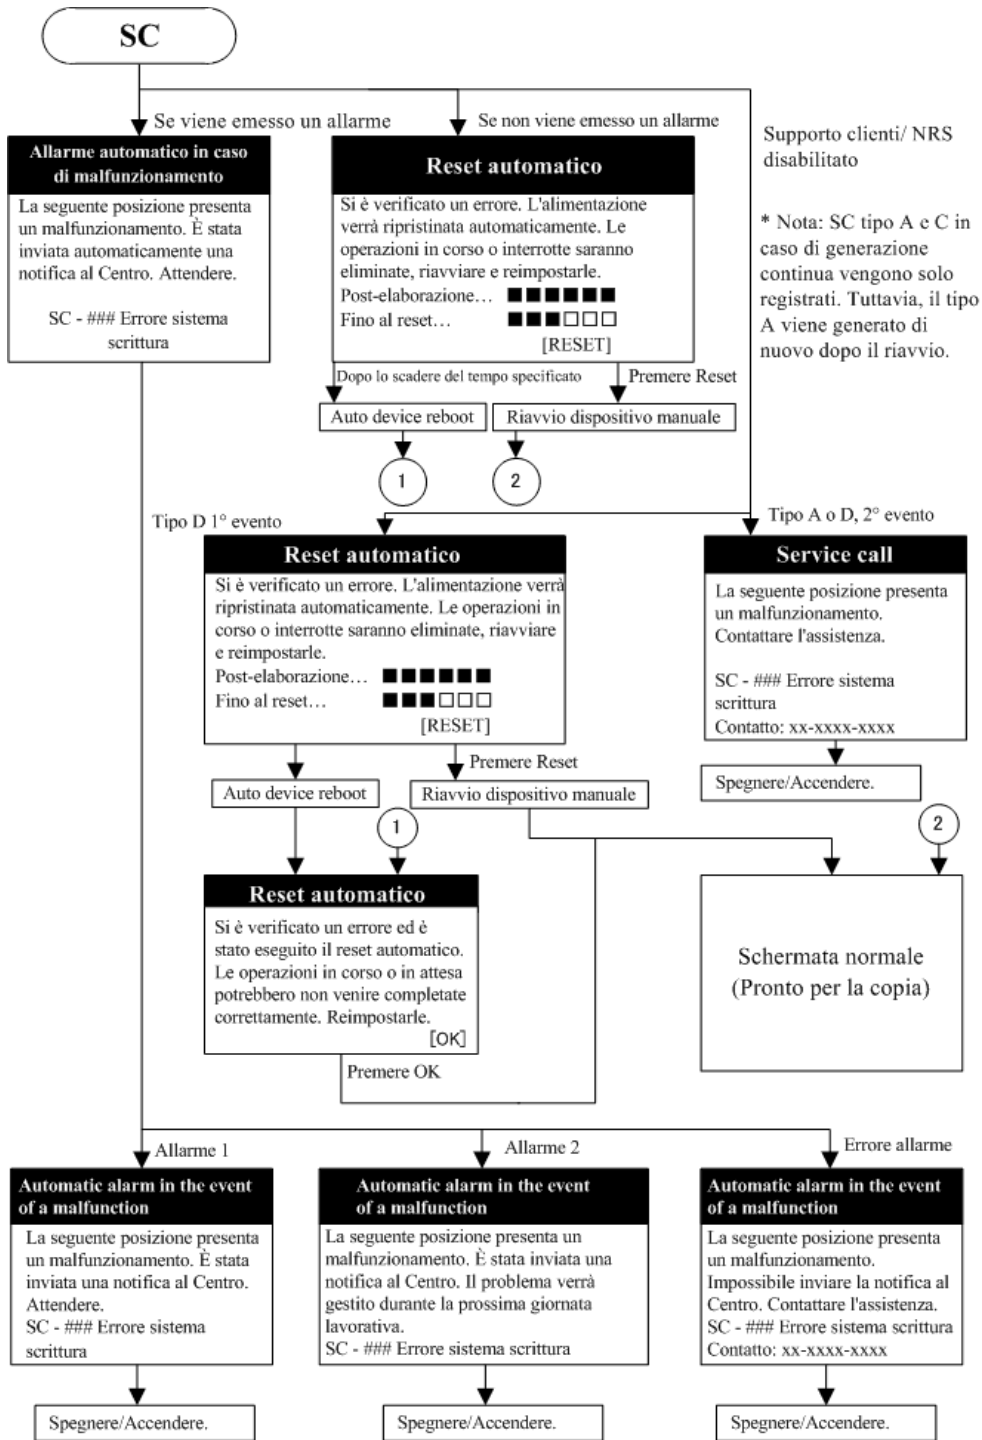 SC
Se viene emesso un allarme
Se non viene emesso un allarme
Supporto clienti/ NRS
disabilitato
* Nota: SC tipo A e C in
caso di generazione
continua vengono solo
registrati. Tuttavia, il tipo
A viene generato di
nuovo dopo il riavvio.
Allarme automatico in caso
di malfunzionamento
La seguente posizione presenta
un malfunzionamento. È stata
inviata automaticamente una
notifica al Centro. Attendere.
SC - ### Errore sistema
scrittura
Reset automatico
Si è verificato un errore. L'alimentazione
verrà ripristinata automaticamente. Le
operazioni in corso o interrotte saranno
eliminate, riavviare e reimpostarle.
Post-elaborazione… ■■■■■■
Fino al reset… ■■■□□□
[RESET]
Dopo lo scadere del tempo specificato
Premere Reset
Auto device reboot
Riavvio dispositivo manuale
1
2
Tipo D 1° evento
Tipo A o D, 2° evento
Reset automatico
Si è verificato un errore. L'alimentazione verrà
ripristinata automaticamente. Le operazioni in
corso o interrotte saranno eliminate, riavviare
e reimpostarle.
Post-elaborazione… ■■■■■■
Fino al reset… ■■■□□□
[RESET]
Service call
La seguente posizione presenta
un malfunzionamento.
Contattare l'assistenza.
SC - ### Errore sistema
scrittura
Contatto: xx-xxxx-xxxx
Premere Reset
Spegnere/Accendere.
Auto device reboot
Riavvio dispositivo manuale
1
2
Reset automatico
Si è verificato un errore ed è
stato eseguito il reset automatico.
Le operazioni in corso o in attesa
potrebbero non venire completate
correttamente. Reimpostarle.
[OK]
Schermata normale
(Pronto per la copia)
Premere OK
Allarme 1
Allarme 2
Errore allarme
Automatic alarm in the event
of a malfunction
La seguente posizione presenta
un malfunzionamento. È stata
inviata una notifica al Centro.
Attendere.
SC - ### Errore sistema
scrittura
Automatic alarm in the event
of a malfunction
La seguente posizione presenta un
malfunzionamento. È stata inviata una
notifica al Centro. Il problema verrà
gestito durante la prossima giornata
lavorativa.
SC - ### Errore sistema scrittura
Automatic alarm in the event
of a malfunction
La seguente posizione presenta
un malfunzionamento.
Impossibile inviare la notifica al
Centro. Contattare l'assistenza.
SC - ### Errore sistema scrittura
Contatto: xx-xxxx-xxxx
Spegnere/Accendere.
Spegnere/Accendere.
Spegnere/Accendere.